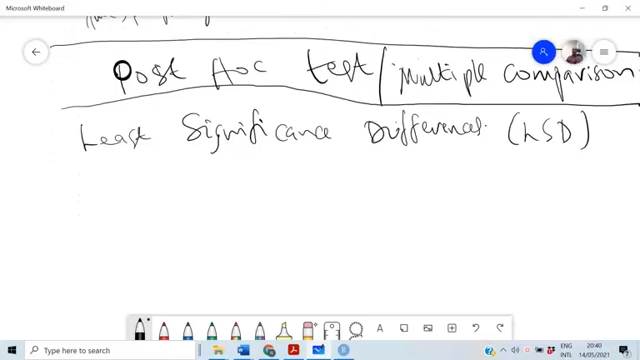 Microsoft Whiteboard
Post Hoc test / Multiple comparison
Least Significance Differences (LSD)
Type here to search
ENG
INTL
20:40
14/05/2021